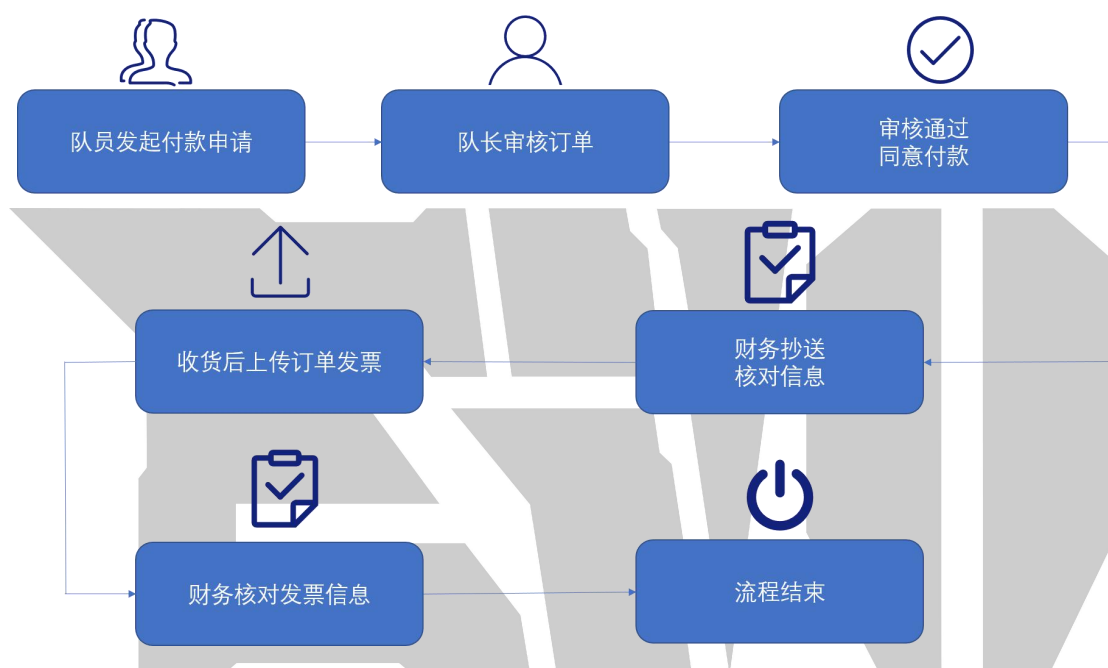 队员发起付款申请
队长审核订单
审核通过
同意付款
财务抄送
核对信息
收货后上传订单发票
财务核对发票信息
流程结束